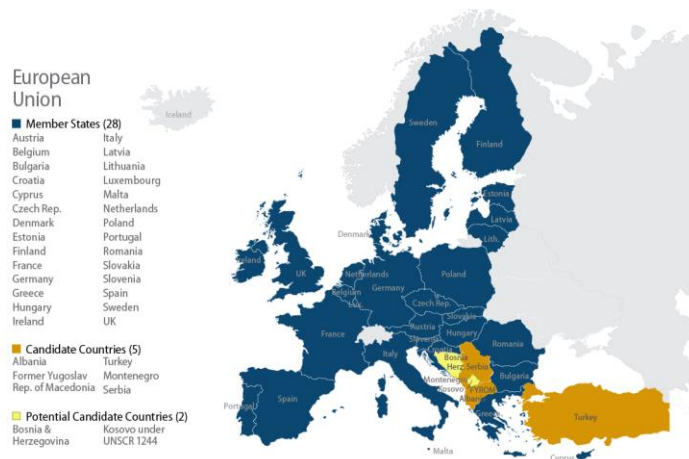 European
Union
Member States (28)
Austria Italy
Belgium Latvia
Bulgaria Lithuania
Croatia Luxembourg
Cyprus Malta
Czech Rep. Netherlands
Denmark Poland
Estonia Portugal
Finland Romania
France Slovakia
Germany Slovenia
Greece Spain
Hungary Sweden
Ireland UK
Candidate Countries (5)
Albania Turkey
Former Yugoslav Montenegro
Rep. of Macedonia Serbia
Potential Candidate Countries (2)
Bosnia & Kosovo under
Herzegovina UNSCR 1244
Iceland
Sweden
Finland
Estonia
Latvia
Lith.
Denmark
Ireland
UK
Netherlands
Belgium
Lux.
Germany
Poland
Czech Rep.
Slovakia
Austria
Hungary
France
Slovenia
Croatia
Romania
Italy
Bosnia
Herz.
Serbia
Montenegro
Kosovo
Bulgaria
FYROM
Albania
Portugal
Spain
Greece
Turkey
Malta
Cyprus